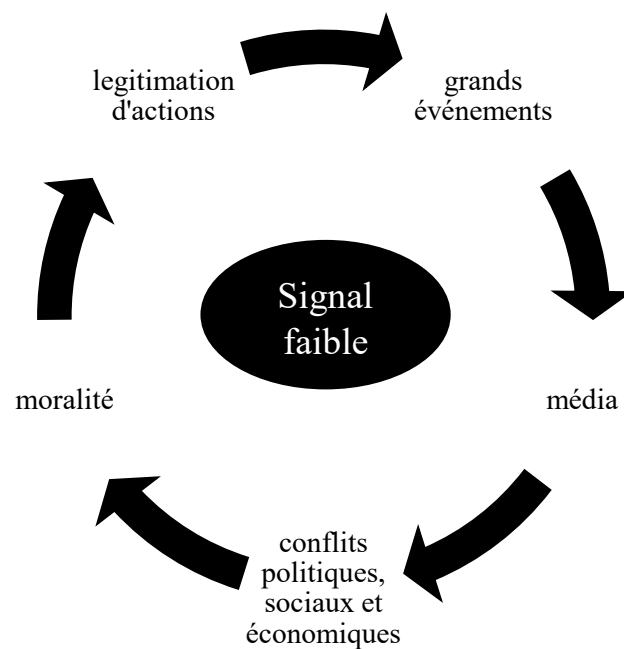 legitimation
d'actions
grands
événements
Signal
faible
moralité
média
conflits
politiques,
sociaux et
économiques